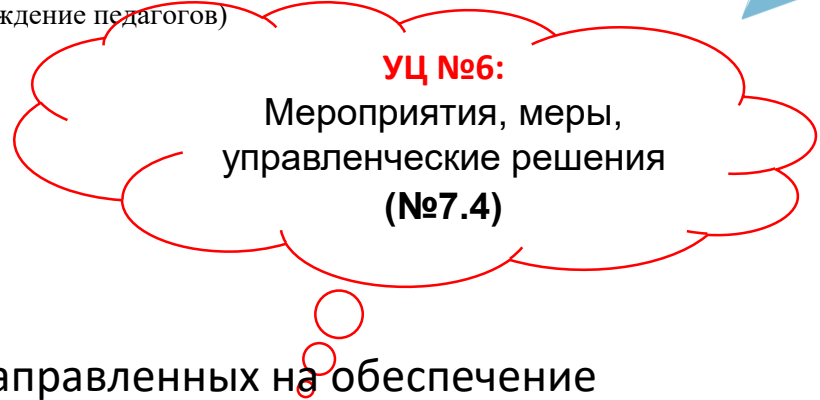 ждение педагогов)
УЦ №6:
Мероприятия, меры,
управленческие решения
(№7.4)
аправленных на обеспечение